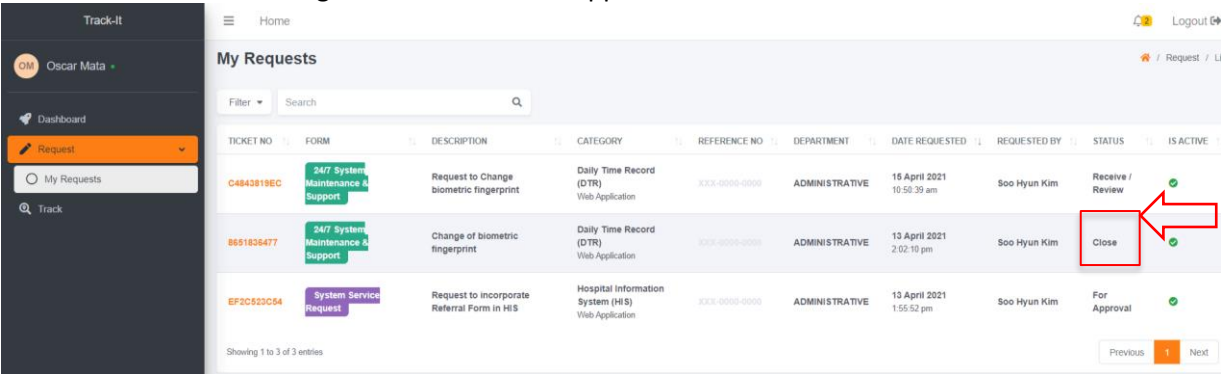 Track-It
Home
2
Logout
OM
Oscar Mata
My Requests
/ Request /
Filter
Search
Dashboard
Request
My Requests
Track
TICKET NO FORM DESCRIPTION CATEGORY REFERENCE NO DEPARTMENT DATE REQUESTED REQUESTED BY STATUS IS ACTIVE
C4843819EC
24/7 System
Maintenance &
Support
Request to Change
biometric fingerprint
Daily Time Record
(DTR)
Web Application
XXX-0000-0000
ADMINISTRATIVE
15 April 2021
10:50:39 am
Soo Hyun Kim
Receive /
Review
8651836477
24/7 System
Maintenance &
Support
Change of biometric
fingerprint
Daily Time Record
(DTR)
Web Application
XXX-0000-0000
ADMINISTRATIVE
13 April 2021
2:02:10 pm
Soo Hyun Kim
Close
EF2C523C54
System Service
Request
Request to incorporate
Referral Form in HIS
Hospital Information
System (HIS)
Web Application
XXX-0000-0000
ADMINISTRATIVE
13 April 2021
1:55:52 pm
Soo Hyun Kim
For
Approval
Showing 1 to 3 of 3 entries
Previous 1 Next